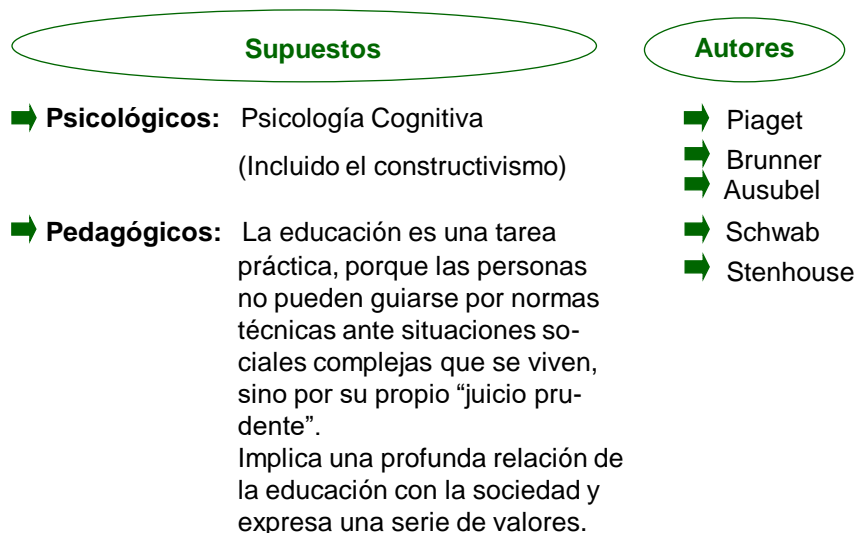 Supuestos
Autores
Psicológicos: Psicología Cognitiva
(Incluido el constructivismo)
Pedagógicos: La educación es una tarea
práctica, porque las personas
no pueden guiarse por normas
técnicas ante situaciones so-
ciales complejas que se viven,
sino por su propio “juicio pru-
dente”.
Implica una profunda relación de
la educación con la sociedad y
expresa una serie de valores.
Piaget
Brunner
Ausubel
Schwab
Stenhouse